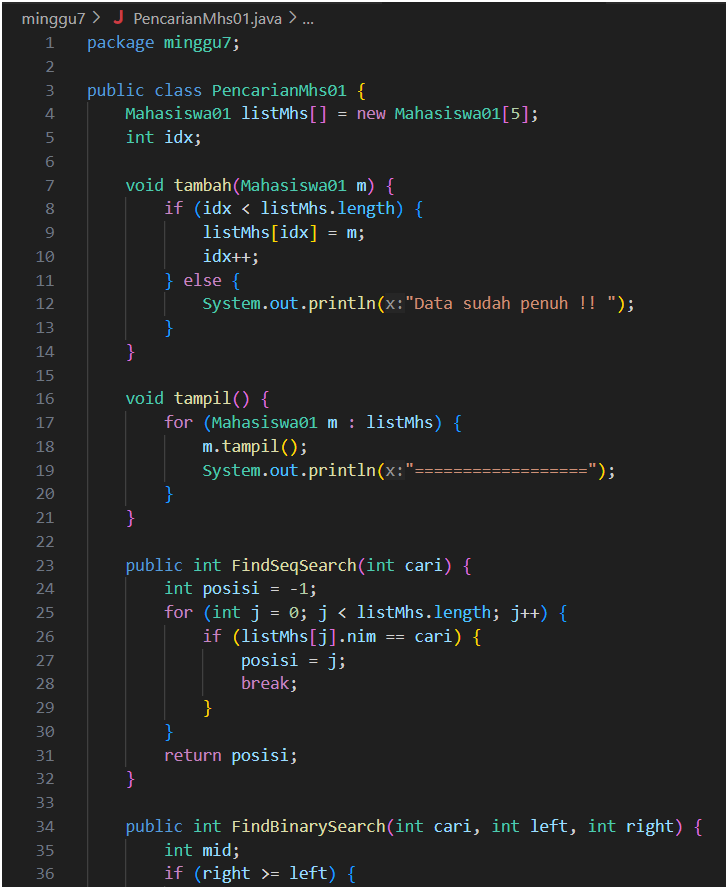 minggu7 > J PencarianMhs01.java > ...
1 package minggu7;
2
3 public class PencarianMhs01 {
4     Mahasiswa01 listMhs[] = new Mahasiswa01[5];
5     int idx;
6
7     void tambah(Mahasiswa01 m) {
8         if (idx < listMhs.length) {
9             listMhs[idx] = m;
10             idx++;
11         } else {
12             System.out.println(x:"Data sudah penuh !! ");
13         }
14     }
15
16     void tampil() {
17         for (Mahasiswa01 m : listMhs) {
18             m.tampil();
19             System.out.println(x:"==================");
20         }
21     }
22
23     public int FindSeqSearch(int cari) {
24         int posisi = -1;
25         for (int j = 0; j < listMhs.length; j++) {
26             if (listMhs[j].nim == cari) {
27                 posisi = j;
28                 break;
29             }
30         }
31         return posisi;
32     }
33
34     public int FindBinarySearch(int cari, int left, int right) {
35         int mid;
36         if (right >= left) {